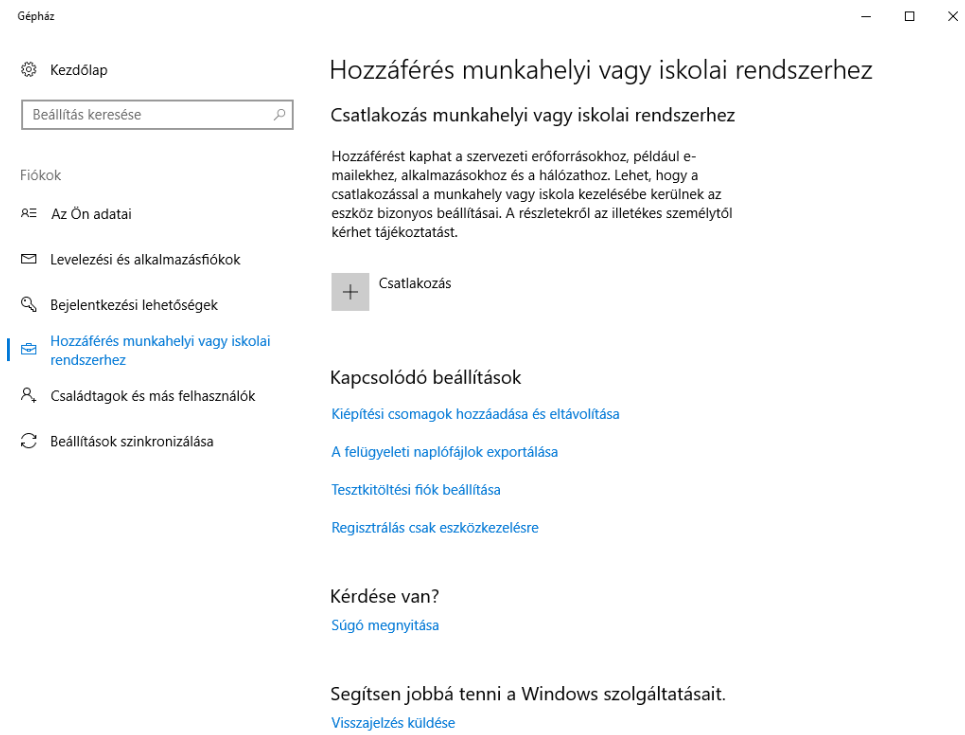 Gépház
Kezdőlap
Beállítás keresése
Fiókok
Az Ön adatai
Levelezési és alkalmazásfiókok
Bejelentkezési lehetőségek
Hozzáférés munkahelyi vagy iskolai
rendszerhez
Családtagok és más felhasználók
Beállítások szinkronizálása
Hozzáférés munkahelyi vagy iskolai rendszerhez
Csatlakozás munkahelyi vagy iskolai rendszerhez
Hozzáférést kaphat a szervezeti erőforrásokhoz, például e-
mailekhez, alkalmazásokhoz és a hálózathoz. Lehet, hogy a
csatlakozással a munkahely vagy iskola kezelésébe kerülnek az
eszköz bizonyos beállításai. A részletekről az illetékes személytől
kérhet tájékoztatást.
Csatlakozás
Kapcsolódó beállítások
Kiépítési csomagok hozzáadása és eltávolítása
A felügyeleti naplófájlok exportálása
Tesztkitöltési fiók beállítása
Regisztrálás csak eszközkezelésre
Kérdése van?
Súgó megnyitása
Segítsen jobbá tenni a Windows szolgáltatásait.
Visszajelzés küldése